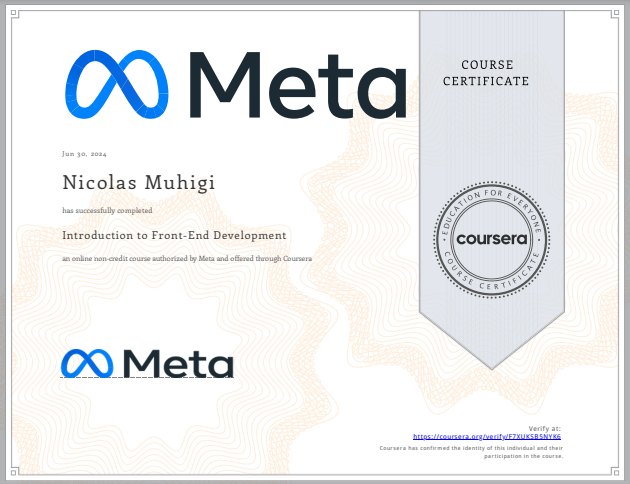 Meta
COURSE
CERTIFICATE
Jun 30, 2024
Nicolas Muhigi
has successfully completed
Introduction to Front-End Development
an online non-credit course authorized by Meta and offered through Coursera
EDUCATION FOR EVERYONE
coursera
COURSE CERTIFICATE
Meta
Verify at:
https://coursera.org/verify/F7XUKSB5NYK6
Coursera has confirmed the identity of this individual and their
participation in the course.